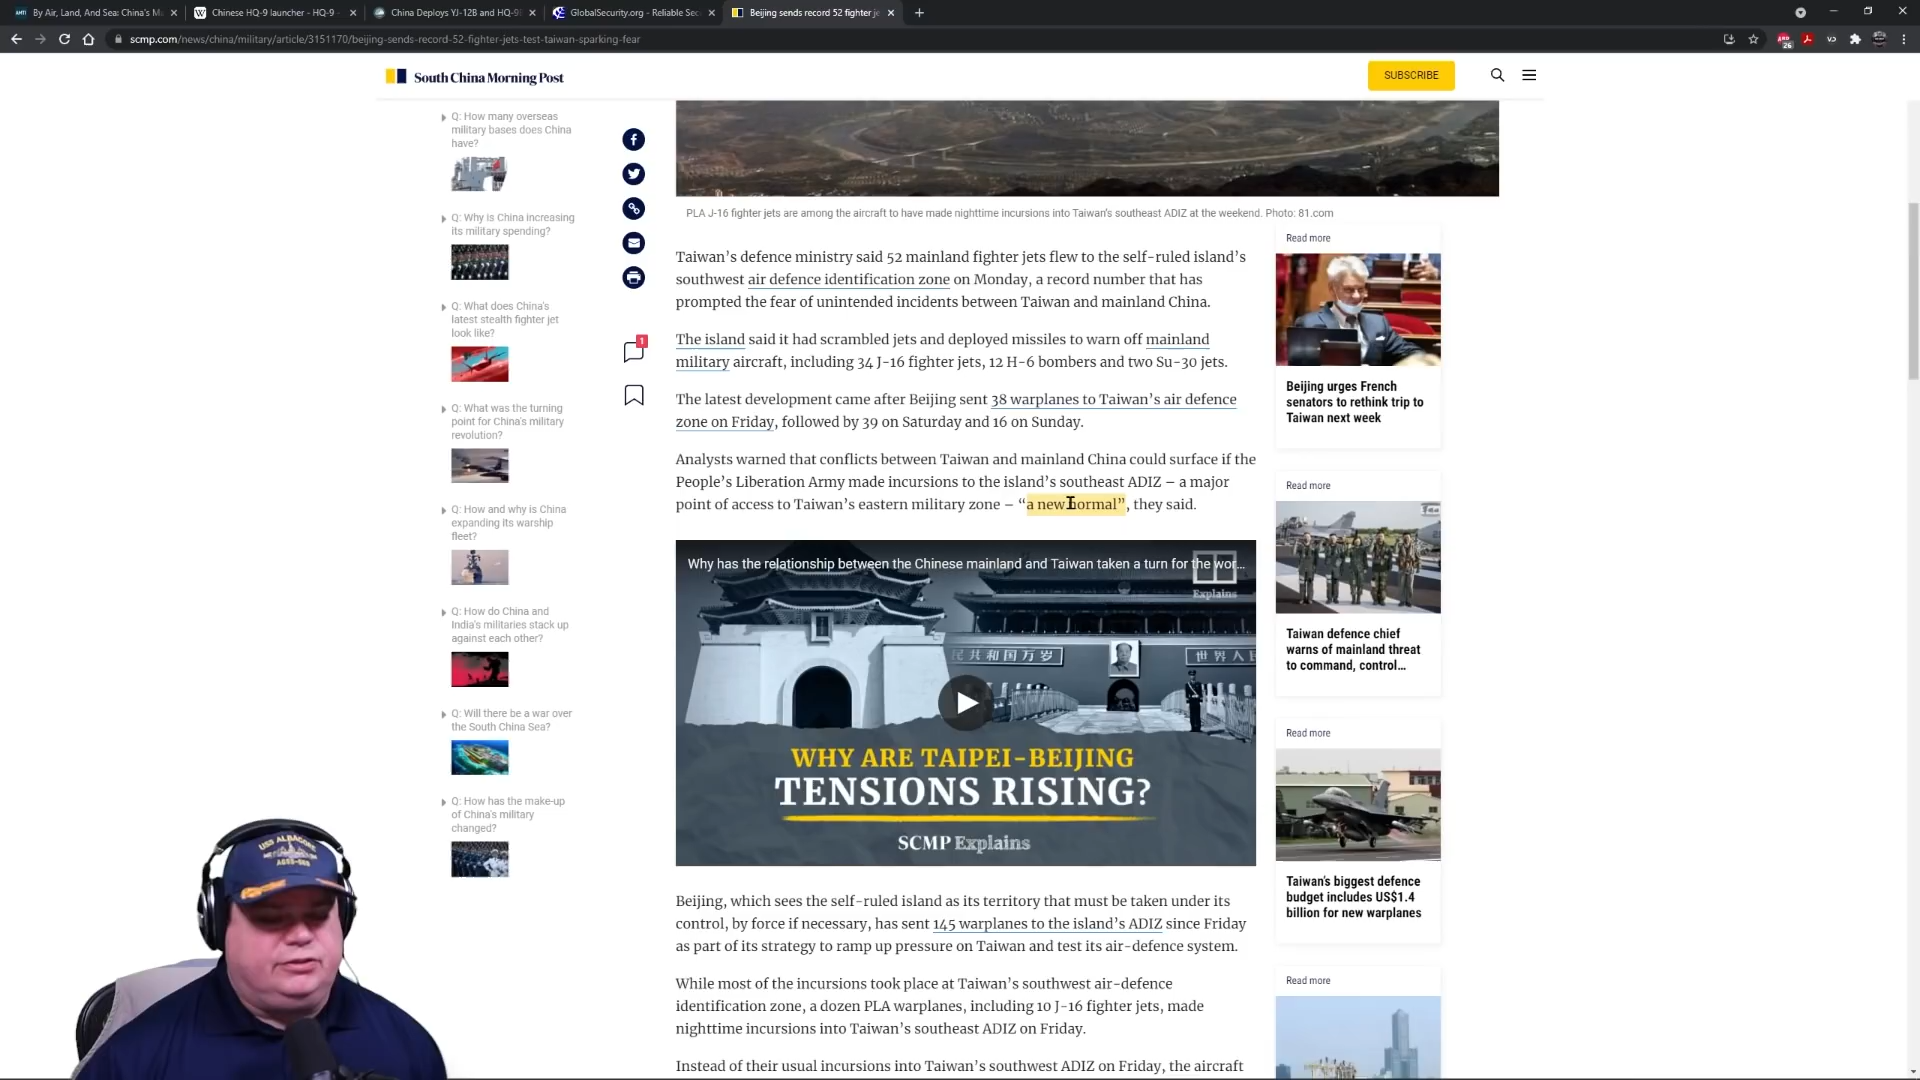 By Air, Land, And Sea: China's M
Chinese HQ-9 launcher - HQ-9 -
China Deploys YJ-12B and HQ-9
GlobalSecurity.org - Reliable Sec
Beijing sends record 52 fighter je
scmp.com/news/china/military/article/3151170/beijing-sends-record-52-fighter-jets-test-taiwan-sparking-fear
South China Morning Post
SUBSCRIBE
Q: How many overseas
military bases does China
have?
Q: Why is China increasing
its military spending?
Q: What does China's
latest stealth fighter jet
look like?
Q: What was the turning
point for China's military
revolution?
Q: How and why is China
expanding its warship
fleet?
Q: How do China and
India's militaries stack up
against each other?
Q: Will there be a war over
the South China Sea?
Q: How has the make-up
of China's military
changed?
1
PLA J-16 fighter jets are among the aircraft to have made nighttime incursions into Taiwan's southeast ADIZ at the weekend. Photo: 81.com
Taiwan's defence ministry said 52 mainland fighter jets flew to the self-ruled island's
southwest air defence identification zone on Monday, a record number that has
prompted the fear of unintended incidents between Taiwan and mainland China.
The island said it had scrambled jets and deployed missiles to warn off mainland
military aircraft, including 34 J-16 fighter jets, 12 H-6 bombers and two Su-30 jets.
The latest development came after Beijing sent 38 warplanes to Taiwan's air defence
zone on Friday, followed by 39 on Saturday and 16 on Sunday.
Analysts warned that conflicts between Taiwan and mainland China could surface if the
People's Liberation Army made incursions to the island's southeast ADIZ – a major
point of access to Taiwan's eastern military zone – “a new normal”, they said.
Why has the relationship between the Chinese mainland and Taiwan taken a turn for the wor...
Explains
民共和国万岁
世界人民
WHY ARE TAIPEI-BEIJING
TENSIONS RISING?
SCMP Explains
Beijing, which sees the self-ruled island as its territory that must be taken under its
control, by force if necessary, has sent 145 warplanes to the island's ADIZ since Friday
as part of its strategy to ramp up pressure on Taiwan and test its air-defence system.
While most of the incursions took place at Taiwan's southwest air-defence
identification zone, a dozen PLA warplanes, including 10 J-16 fighter jets, made
nighttime incursions into Taiwan's southeast ADIZ on Friday.
Instead of their usual incursions into Taiwan's southwest ADIZ on Friday, the aircraft
Read more
Beijing urges French
senators to rethink trip to
Taiwan next week
Read more
Taiwan defence chief
warns of mainland threat
to command, control...
Read more
Taiwan's biggest defence
budget includes US$1.4
billion for new warplanes
Read more
USS ALBACORE
AGSS-569